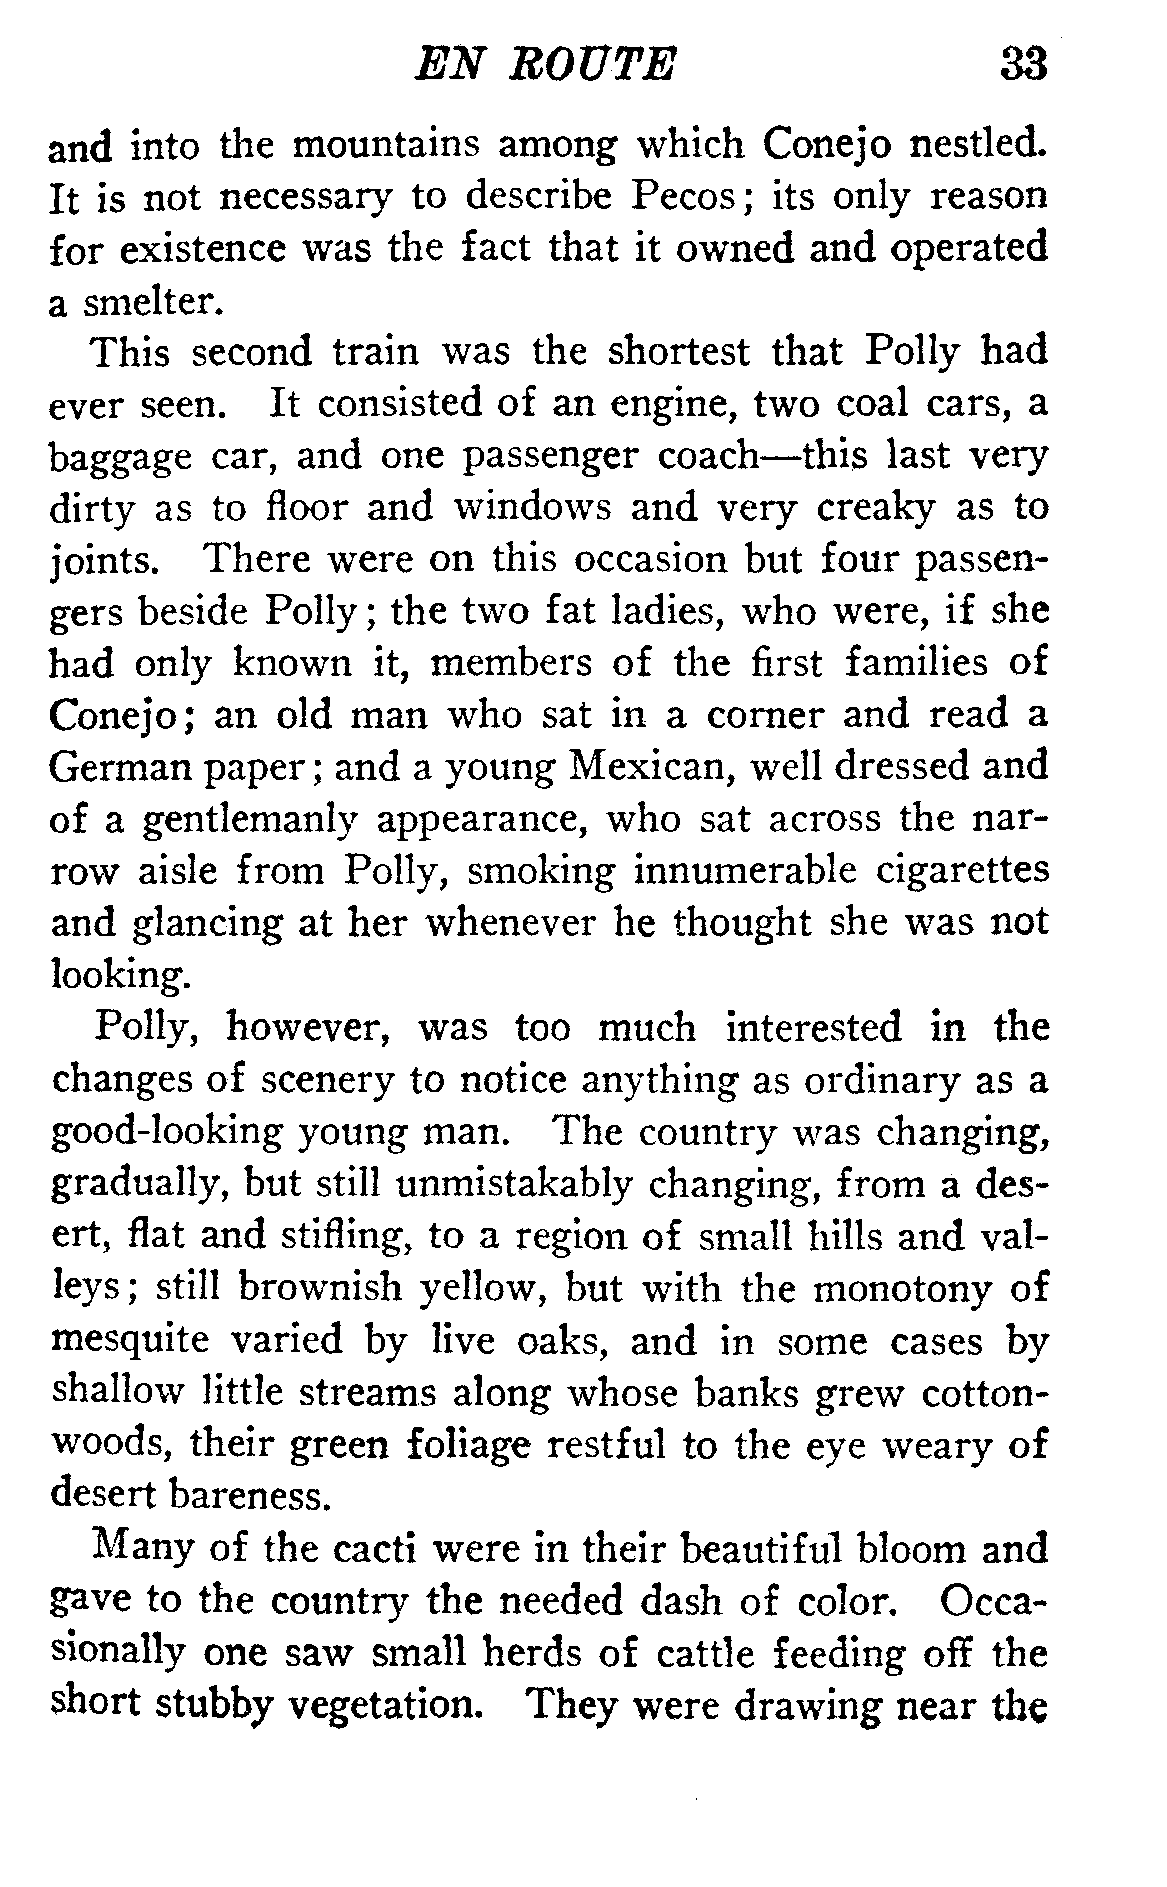 EN ROUTE 33
and into the mountains among which Conejo nestled.
It is not necessary to describe Pecos; its only reason
for existence was the fact that it owned and operated
a smelter.
This second train was the shortest that Polly had
ever seen. It consisted of an engine, two coal cars, a
baggage car, and one passenger coach—this last very
dirty as to floor and windows and very creaky as to
joints. There were on this occasion but four passen-
gers beside Polly; the two fat ladies, who were, if she
had only known it, members of the first families of
Conejo; an old man who sat in a corner and read a
German paper; and a young Mexican, well dressed and
of a gentlemanly appearance, who sat across the nar-
row aisle from Polly, smoking innumerable cigarettes
and glancing at her whenever he thought she was not
looking.
Polly, however, was too much interested in the
changes of scenery to notice anything as ordinary as a
good-looking young man. The country was changing,
gradually, but still unmistakably changing, from a des-
ert, flat and stifling, to a region of small hills and val-
leys; still brownish yellow, but with the monotony of
mesquite varied by live oaks, and in some cases by
shallow little streams along whose banks grew cotton-
woods, their green foliage restful to the eye weary of
desert bareness.
Many of the cacti were in their beautiful bloom and
gave to the country the needed dash of color. Occa-
sionally one saw small herds of cattle feeding off the
short stubby vegetation. They were drawing near the